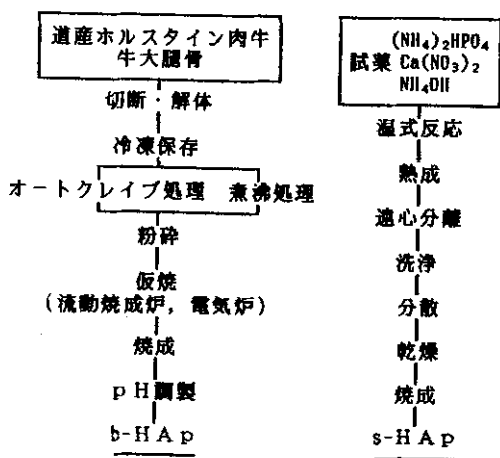 道産ホルスタイン肉牛
牛大腿骨
切断・解体
冷凍保存
オートクレイブ処理 煮沸処理
粉砕
仮焼
(流動焼成炉，電気炉)
焼成
pH調製
b-HAp
(NH4)2HPO4
試薬 Ca(NO3)2
NH4OH
湿式反応
熟成
遠心分離
洗浄
分散
乾燥
焼成
s-HAp